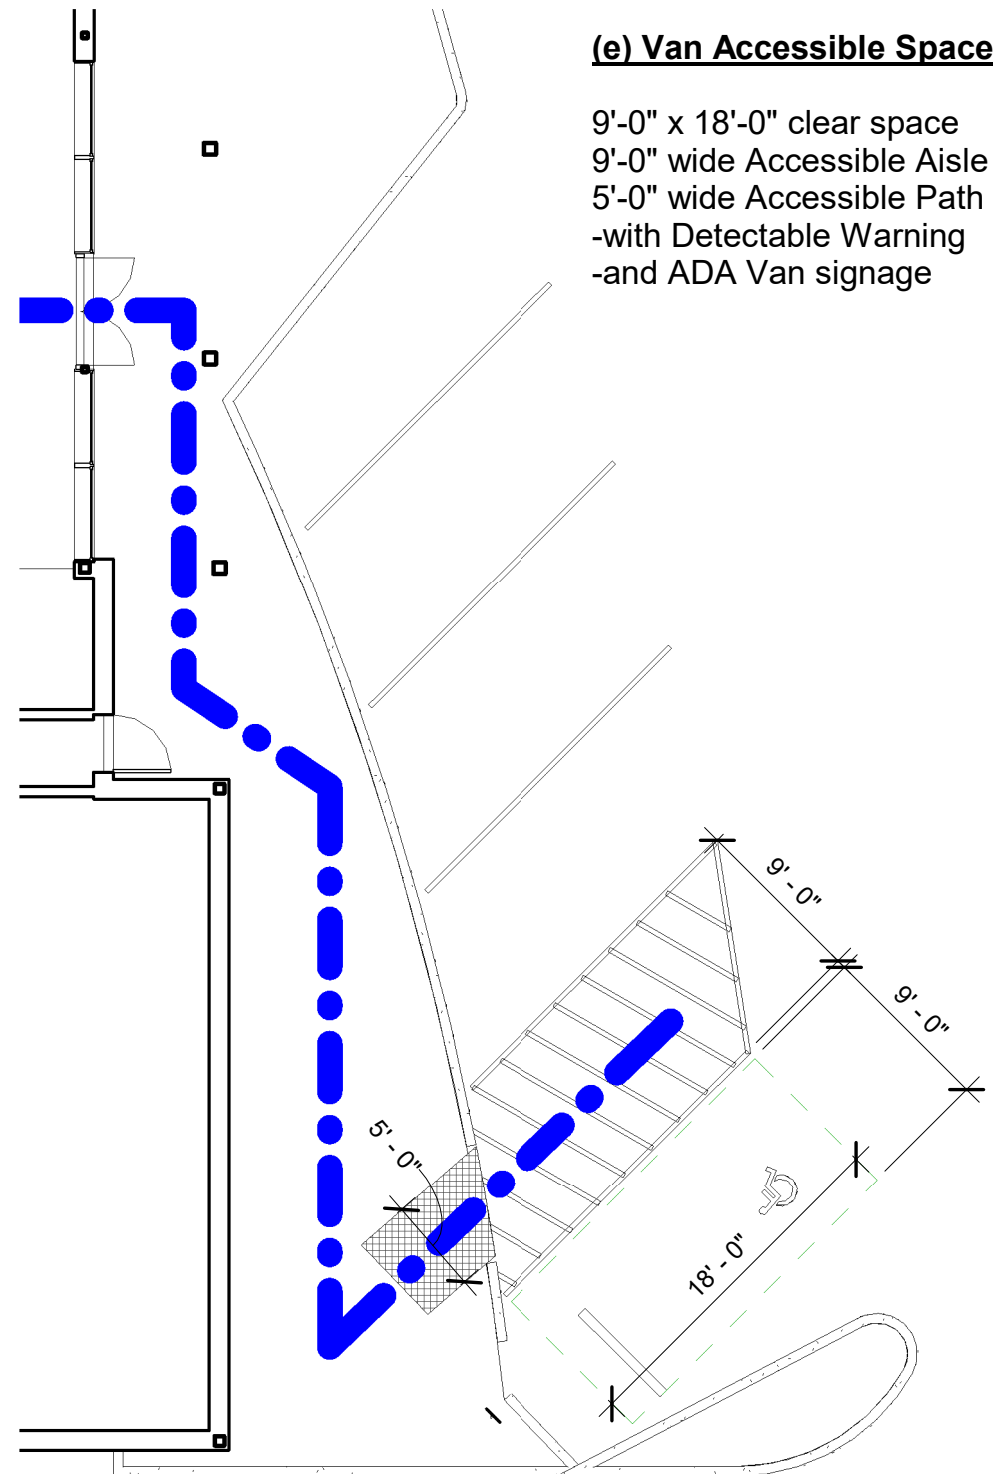 (e) Van Accessible Space
9'-0" x 18'-0" clear space
9'-0" wide Accessible Aisle
5'-0" wide Accessible Path
-with Detectable Warning
-and ADA Van signage
9' - 0"
9' - 0"
5' - 0"
18' - 0"